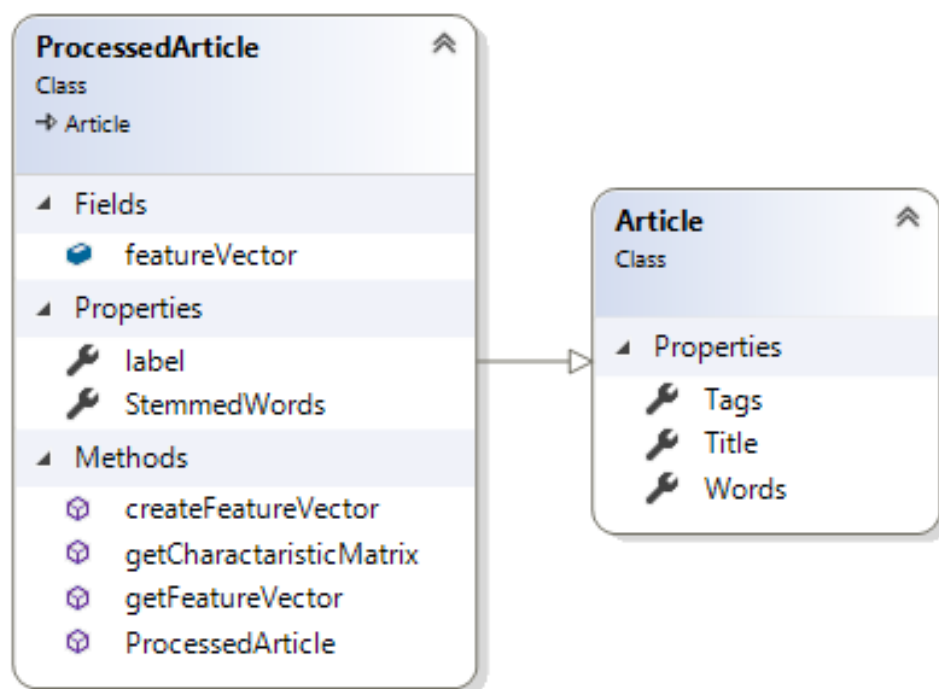 ProcessedArticle
Class
Article
Fields
featureVector
Properties
label
StemmedWords
Methods
createFeatureVector
getCharactaristicMatrix
getFeatureVector
ProcessedArticle
Article
Class
Properties
Tags
Title
Words